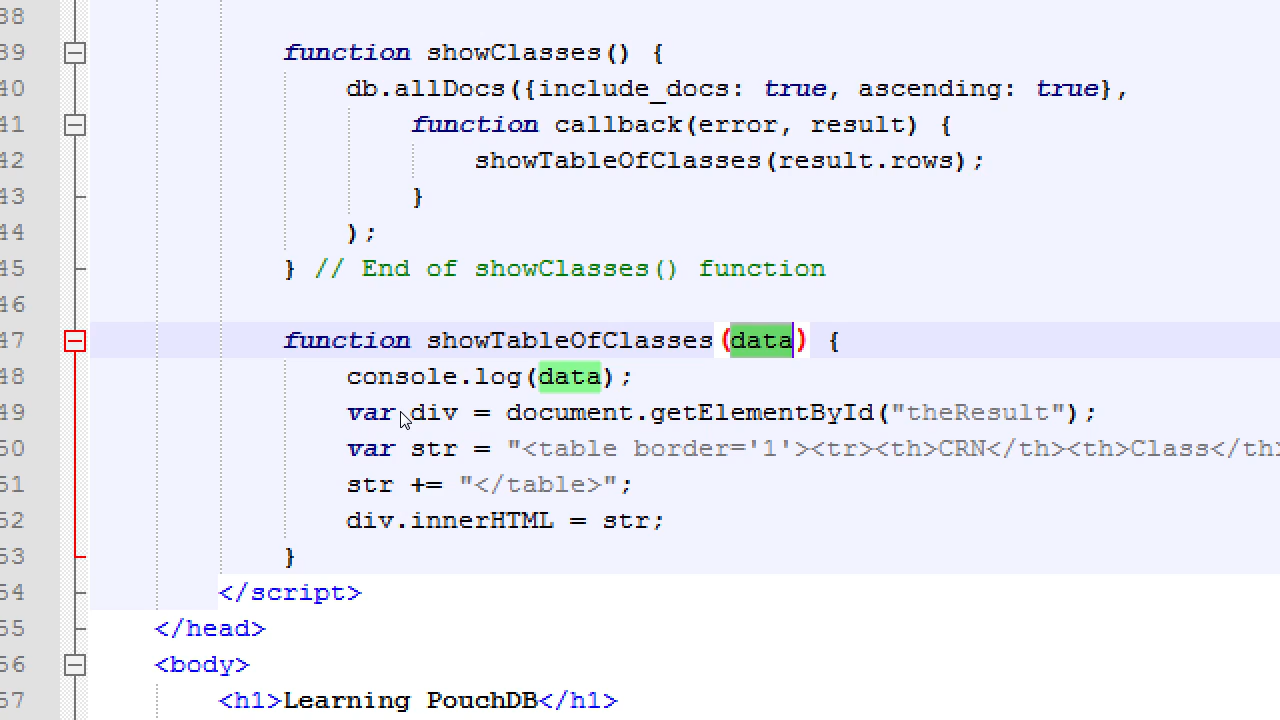 38
39 function showClasses() {
40 db.allDocs({include_docs: true, ascending: true},
41 function callback(error, result) {
42 showTableOfClasses(result.rows);
43 }
44 );
45 } // End of showClasses() function
46
47 function showTableOfClasses(data) {
48 console.log(data);
49 var div = document.getElementById("theResult");
50 var str = "<table border='1'><tr><th>CRN</th><th>Class</th>
51 str += "</table>";
52 div.innerHTML = str;
53 }
54 </script>
55 </head>
56 <body>
57 <h1>Learning PouchDB</h1>